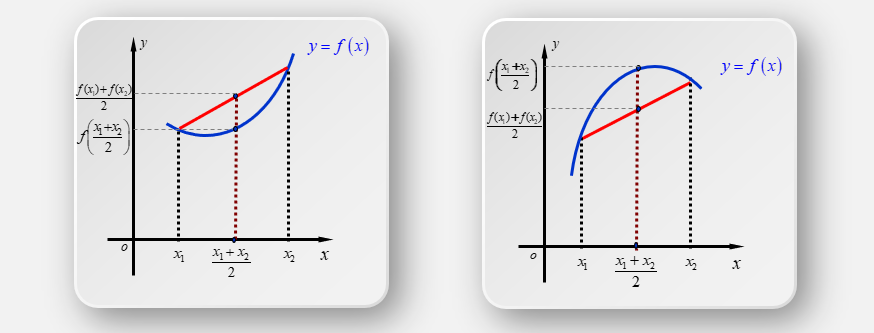 y
y = f(x)
f(x₁)+f(x₂)
2
f(x₁+x₂
2)
o
x₁
x₁ + x₂
2
x₂
x
y
y = f(x)
f(x₁+x₂
2)
f(x₁)+f(x₂)
2
o
x₁
x₁ + x₂
2
x₂
x